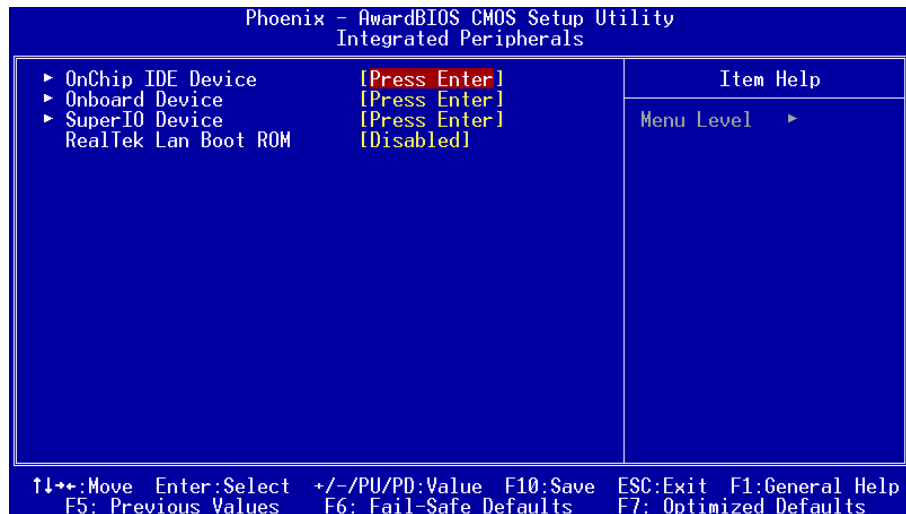 Phoenix - AwardBIOS CMOS Setup Utility
Integrated Peripherals
► OnChip IDE Device [Press Enter]
► Onboard Device [Press Enter]
► SuperIO Device [Press Enter]
RealTek Lan Boot ROM [Disabled]
Item Help
Menu Level ►
↑↓→←:Move Enter:Select +/-/PU/PD:Value F10:Save ESC:Exit F1:General Help
F5: Previous Values F6: Fail-Safe Defaults F7: Optimized Defaults